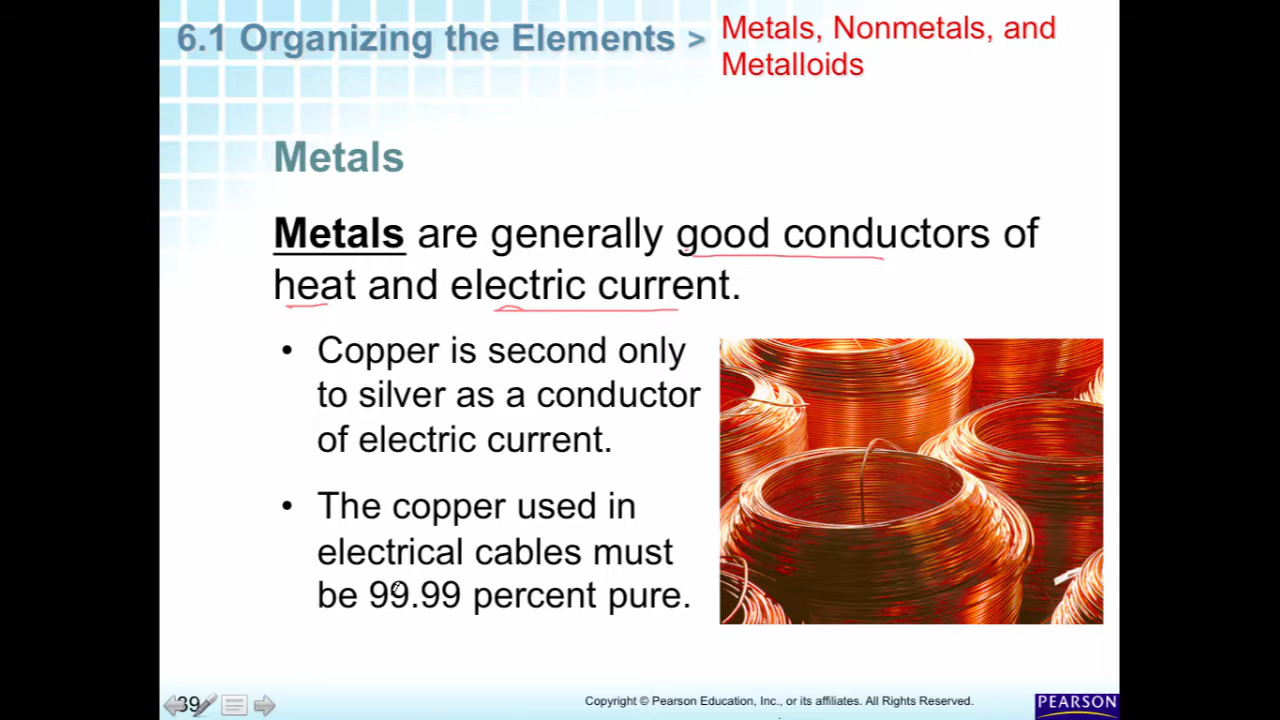 6.1 Organizing the Elements >
Metals, Nonmetals, and
Metalloids
Metals
Metals are generally good conductors of
heat and electric current.
• Copper is second only
to silver as a conductor
of electric current.
• The copper used in
electrical cables must
be 99.99 percent pure.
39
Copyright © Pearson Education, Inc., or its affiliates. All Rights Reserved.
PEARSON